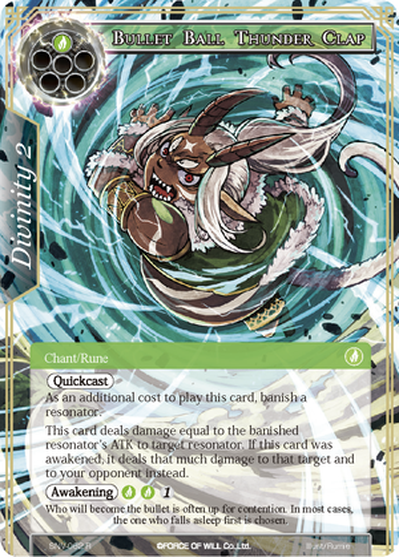 Bullet Ball Thunder Clap
Divinity 2
Chant/Rune
Quickcast
As an additional cost to play this card, banish a
resonator.
This card deals damage equal to the banished
resonator's ATK to target resonator. If this card was
awakened, it deals that much damage to that target and
to your opponent instead.
Awakening 1
Who will become the bullet is often up for contention. In most cases,
the one who falls asleep first is chosen.
SNV-062 R
©FORCE OF WILL Co.,Ltd.
Illust/Rumie